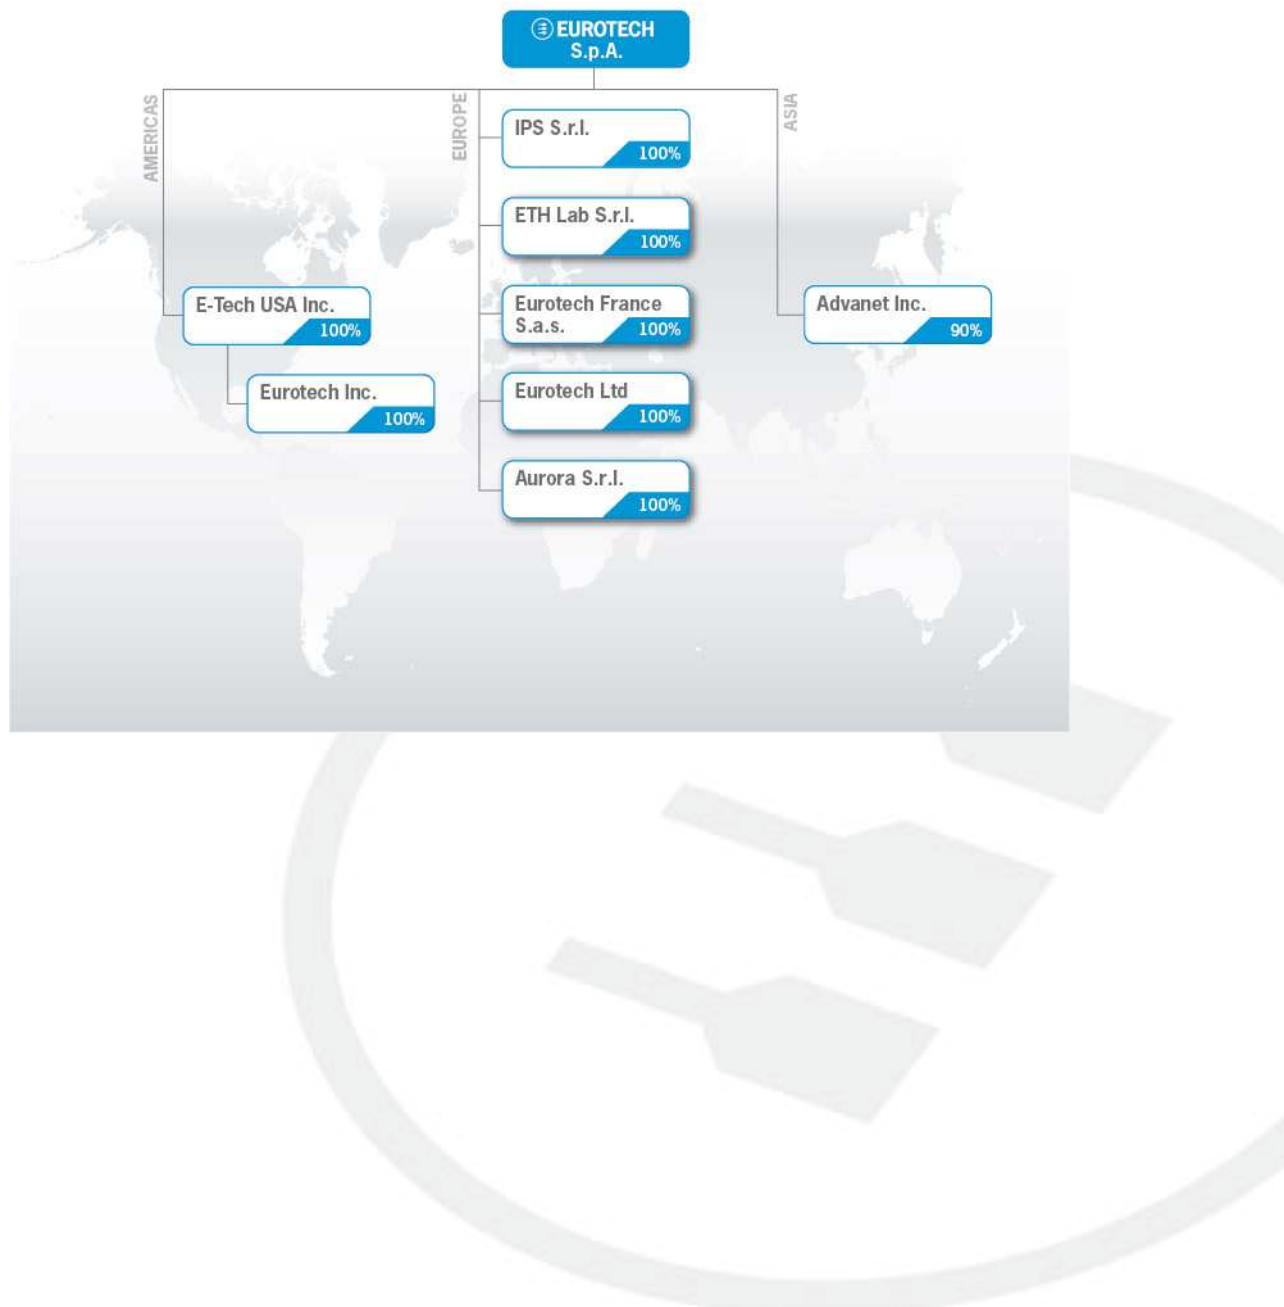 EUROTECH
S.p.A.
AMERICAS
E-Tech USA Inc.
100%
Eurotech Inc.
100%
EUROPE
IPS S.r.l.
100%
ETH Lab S.r.l.
100%
Eurotech France
S.a.s.
100%
Eurotech Ltd
100%
Aurora S.r.l.
100%
ASIA
Advanet Inc.
90%